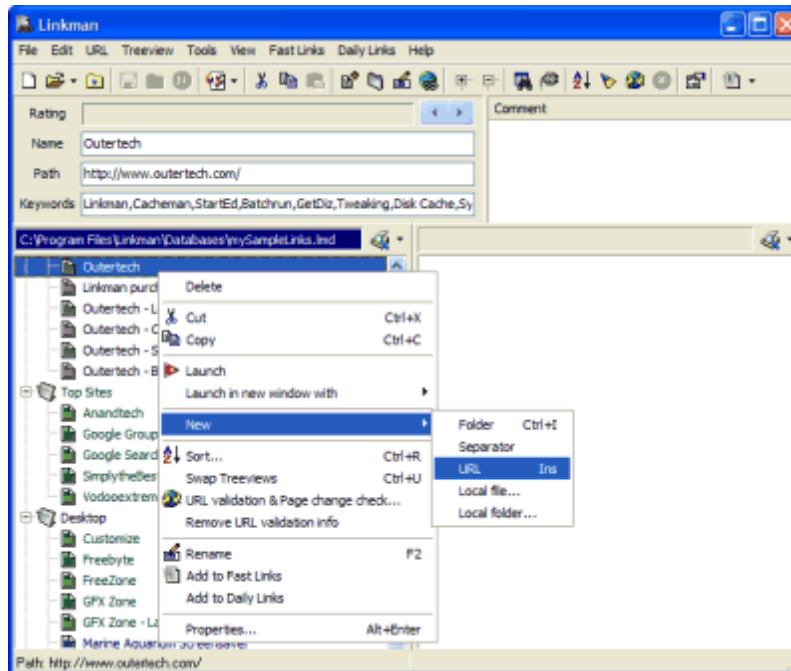 Linkman
File Edit URL Treeview Tools View FastLinks DailyLinks Help
Rating
Comment
Name Outertech
Path http://www.outertech.com/
Keywords Linkman,Cacheman,StartEd,Batchrun,GetDiz,Tweaking,Disk Cache,Sy
C:\Program Files\Linkman\Databases\mySampleLinks.lmd
Outertech
Linkman purch
Outertech - L
Outertech - C
Outertech - S
Outertech - B
Top Sites
Anandtech
Google Group
Google Search
SimplytheBes
Vodooextrem
Desktop
Customize
Freebyte
FreeZone
GFX Zone
GFX Zone - La
Marine Aquarium Screensaver
Delete
Cut Ctrl+X
Copy Ctrl+C
Launch
Launch in new window with
New
Sort... Ctrl+R
Swap Treeviews Ctrl+U
URL validation & Page change check...
Remove URL validation info
Rename F2
Add to Fast Links
Add to Daily Links
Properties... Alt+Enter
Folder Ctrl+I
Separator
URL Ins
Local file...
Local folder...
Path: http://www.outertech.com/